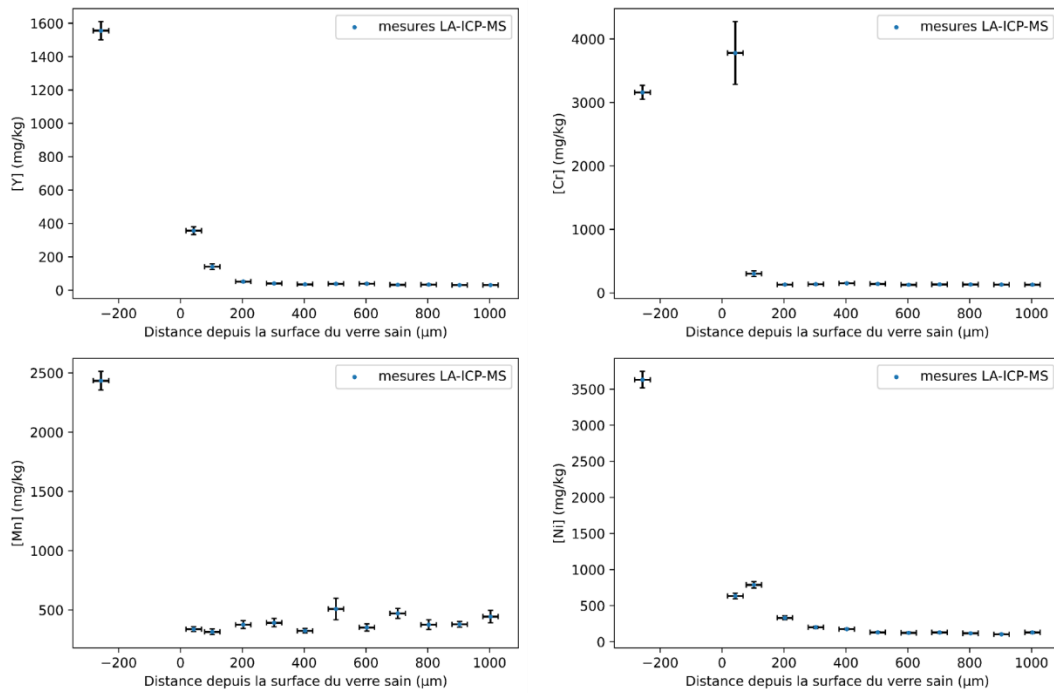 1600
1400
1200
1000
800
600
400
200
0
[Y] (mg/kg)
mesures LA-ICP-MS
−200 0 200 400 600 800 1000
Distance depuis la surface du verre sain (µm)
4000
3000
2000
1000
0
[Cr] (mg/kg)
mesures LA-ICP-MS
−200 0 200 400 600 800 1000
Distance depuis la surface du verre sain (µm)
2500
2000
1500
1000
500
[Mn] (mg/kg)
mesures LA-ICP-MS
−200 0 200 400 600 800 1000
Distance depuis la surface du verre sain (µm)
3500
3000
2500
2000
1500
1000
500
0
[Ni] (mg/kg)
mesures LA-ICP-MS
−200 0 200 400 600 800 1000
Distance depuis la surface du verre sain (µm)